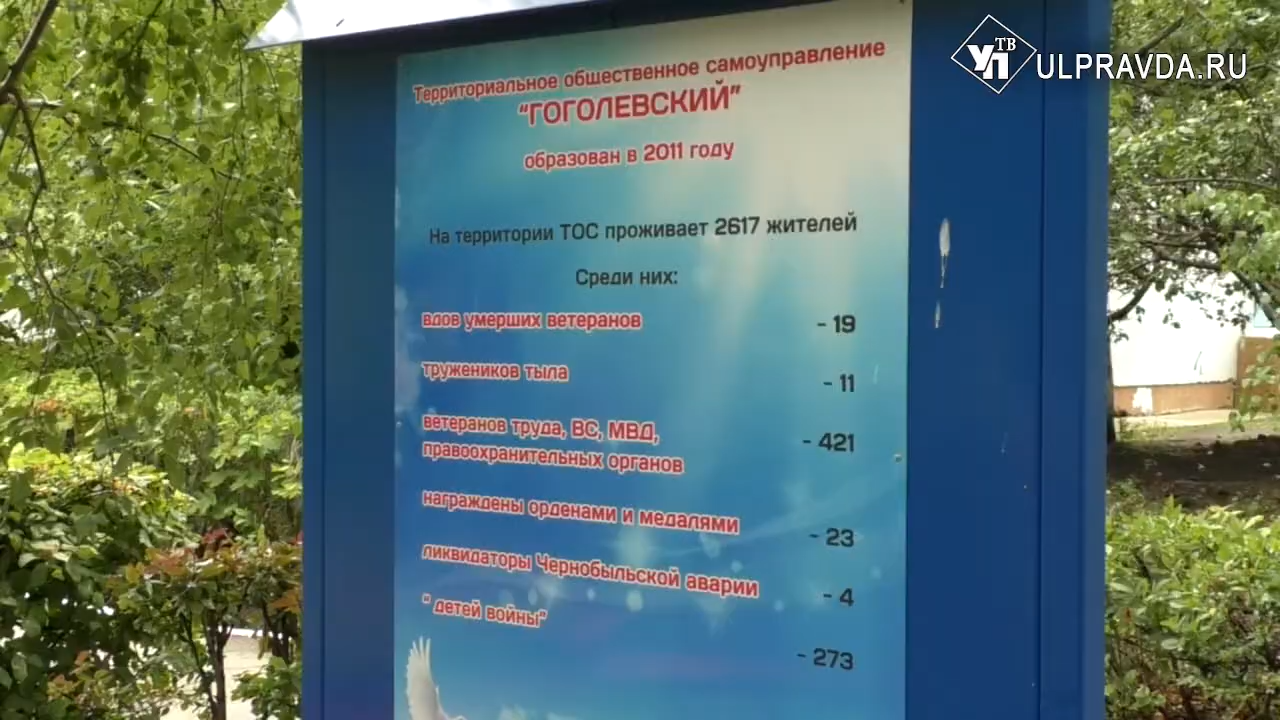 УП ТВ ULPRAVDA.RU
Территориальное общественное самоуправление
"ГОГОЛЕВСКИЙ"
образован в 2011 году
На территории ТОС проживает 2617 жителей
Среди них:
вдов умерших ветеранов - 19
тружеников тыла - 11
ветеранов труда, ВС, МВД,
правоохранительных органов - 421
награждены орденами и медалями - 23
ликвидаторы Чернобыльской аварии - 4
" детей войны" - 273